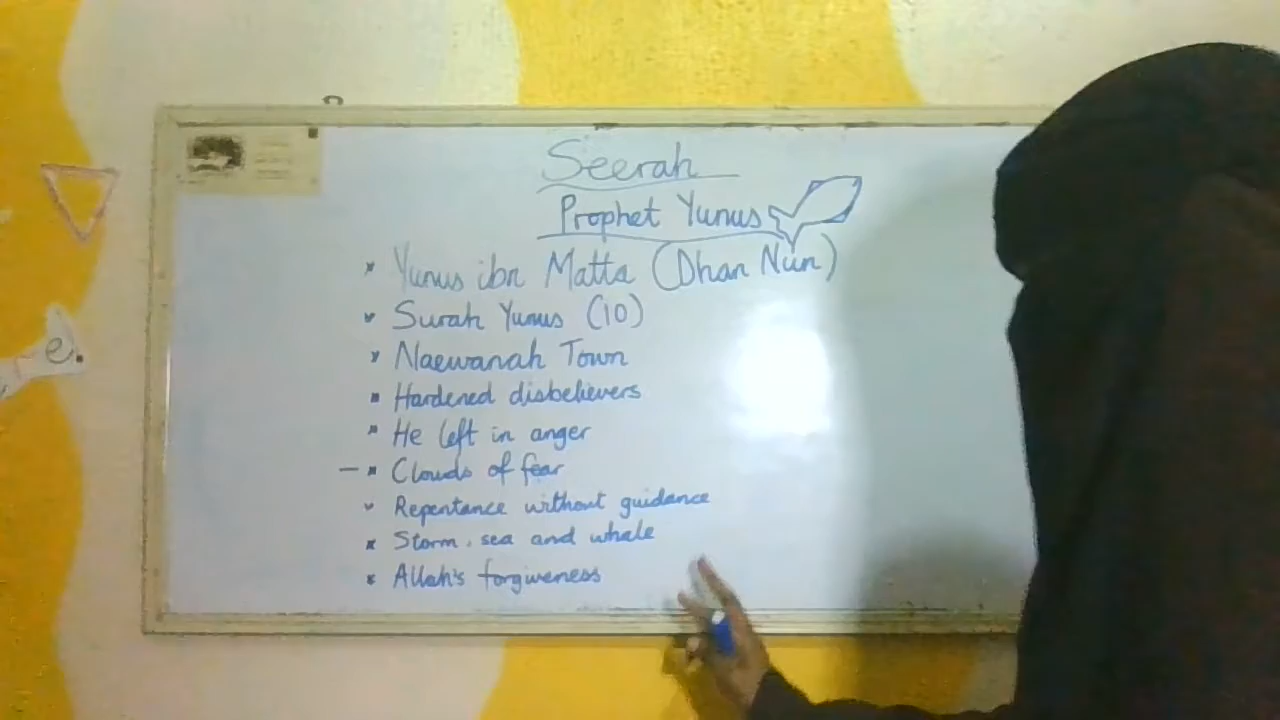 Seerah
Prophet Yunus
Yunus ibn Matta (Dhan Nun)
Surah Yunus (10)
Naewanah Town
Hardened disbelievers
He left in anger
Clouds of fear
Repentance without guidance
Storm, sea and whale
Allah's forgiveness
e.